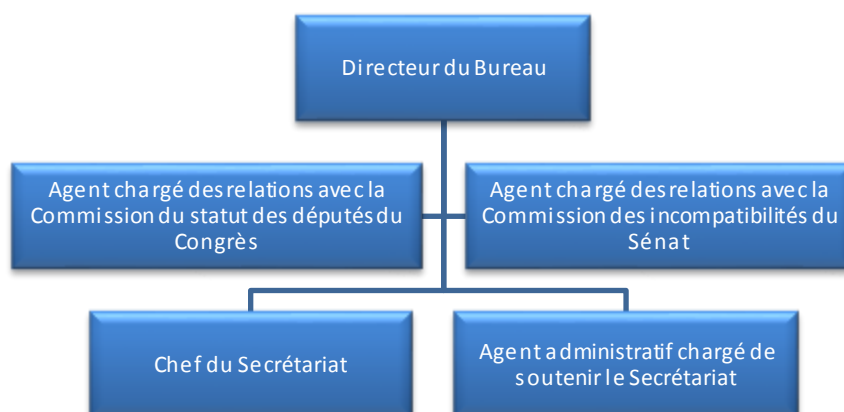 Directeur du Bureau
Agent chargé des relations avec la
Commission du statut des députés du
Congrès
Agent chargé des relations avec la
Commission des incompatibilités du
Sénat
Chef du Secrétariat
Agent administratif chargé de
soutenir le Secrétariat